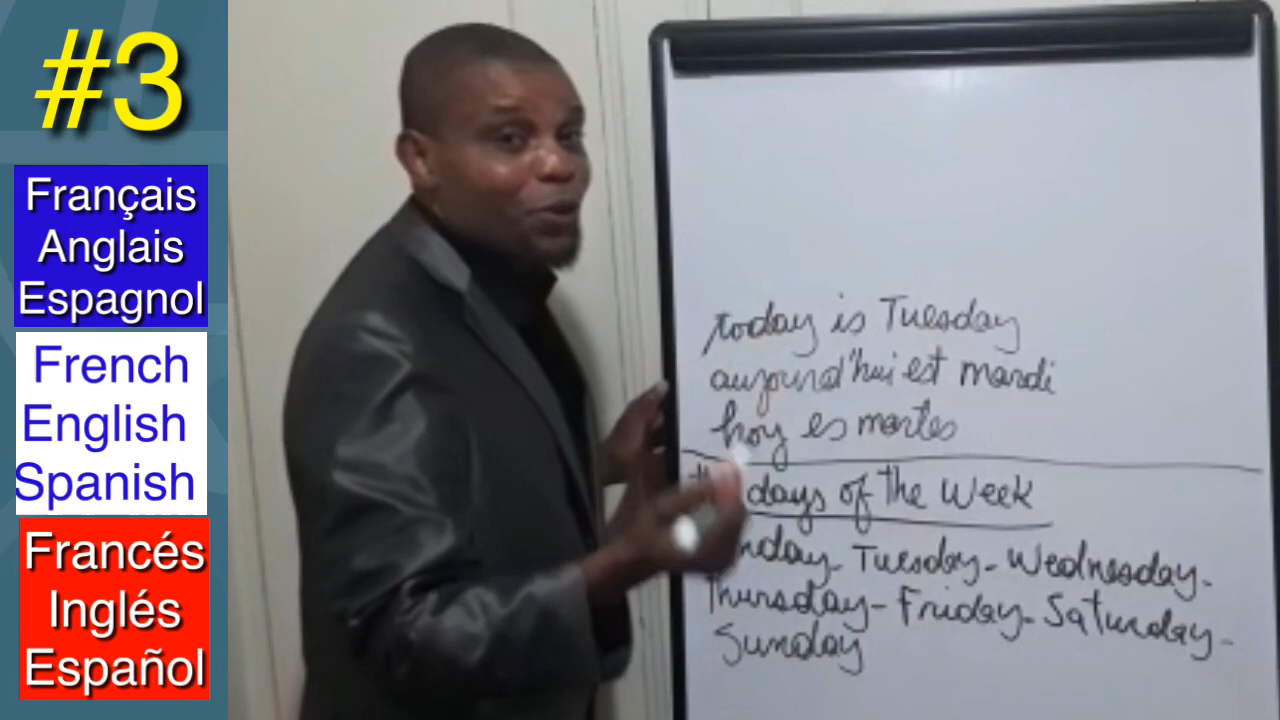 #3
Français
Anglais
Espagnol
French
English
Spanish
Francés
Inglés
Español
today is Tuesday
aujourd'hui est mardi
hoy es martes
days of the Week
Tuesday - Wednesday -
Thursday - Friday - Saturday -
Sunday